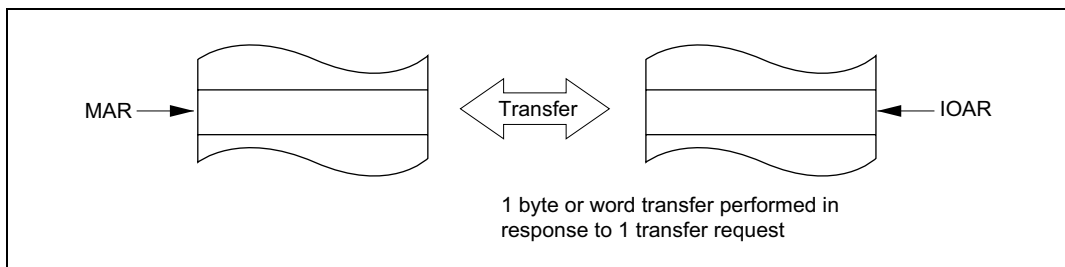 MAR
Transfer
IOAR
1 byte or word transfer performed in
response to 1 transfer request